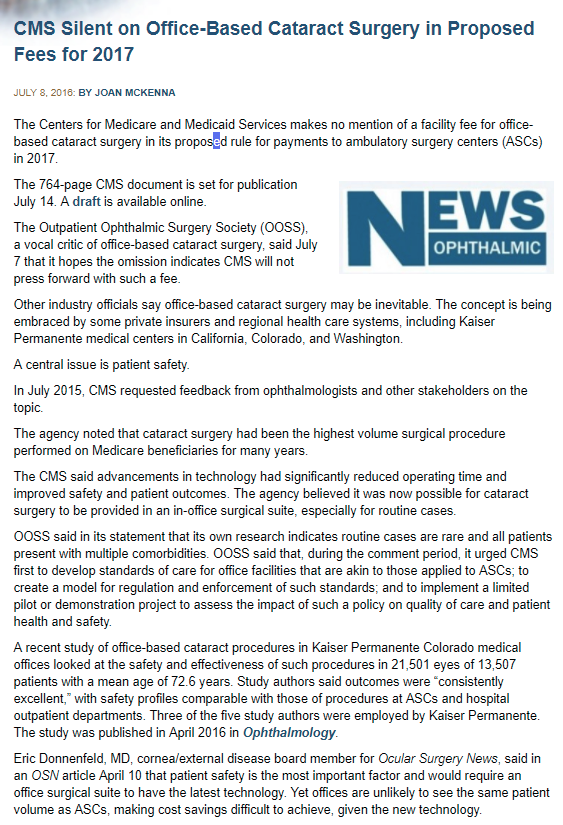 CMS Silent on Office-Based Cataract Surgery in Proposed
Fees for 2017
JULY 8, 2016: BY JOAN MCKENNA
The Centers for Medicare and Medicaid Services makes no mention of a facility fee for office-
based cataract surgery in its proposed rule for payments to ambulatory surgery centers (ASCs)
in 2017.
The 764-page CMS document is set for publication
July 14. A draft is available online.
The Outpatient Ophthalmic Surgery Society (OOSS),
a vocal critic of office-based cataract surgery, said July
7 that it hopes the omission indicates CMS will not
press forward with such a fee.
NEWS
OPHTHALMIC
Other industry officials say office-based cataract surgery may be inevitable. The concept is being
embraced by some private insurers and regional health care systems, including Kaiser
Permanente medical centers in California, Colorado, and Washington.
A central issue is patient safety.
In July 2015, CMS requested feedback from ophthalmologists and other stakeholders on the
topic.
The agency noted that cataract surgery had been the highest volume surgical procedure
performed on Medicare beneficiaries for many years.
The CMS said advancements in technology had significantly reduced operating time and
improved safety and patient outcomes. The agency believed it was now possible for cataract
surgery to be provided in an in-office surgical suite, especially for routine cases.
OOSS said in its statement that its own research indicates routine cases are rare and all patients
present with multiple comorbidities. OOSS said that, during the comment period, it urged CMS
first to develop standards of care for office facilities that are akin to those applied to ASCs; to
create a model for regulation and enforcement of such standards; and to implement a limited
pilot or demonstration project to assess the impact of such a policy on quality of care and patient
health and safety.
A recent study of office-based cataract procedures in Kaiser Permanente Colorado medical
offices looked at the safety and effectiveness of such procedures in 21,501 eyes of 13,507
patients with a mean age of 72.6 years. Study authors said outcomes were “consistently
excellent,” with safety profiles comparable with those of procedures at ASCs and hospital
outpatient departments. Three of the five study authors were employed by Kaiser Permanente.
The study was published in April 2016 in Ophthalmology.
Eric Donnenfeld, MD, cornea/external disease board member for Ocular Surgery News, said in
an OSN article April 10 that patient safety is the most important factor and would require an
office surgical suite to have the latest technology. Yet offices are unlikely to see the same patient
volume as ASCs, making cost savings difficult to achieve, given the new technology.